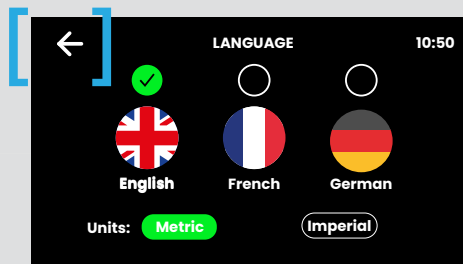 LANGUAGE 10:50
English French German
Units: Metric Imperial